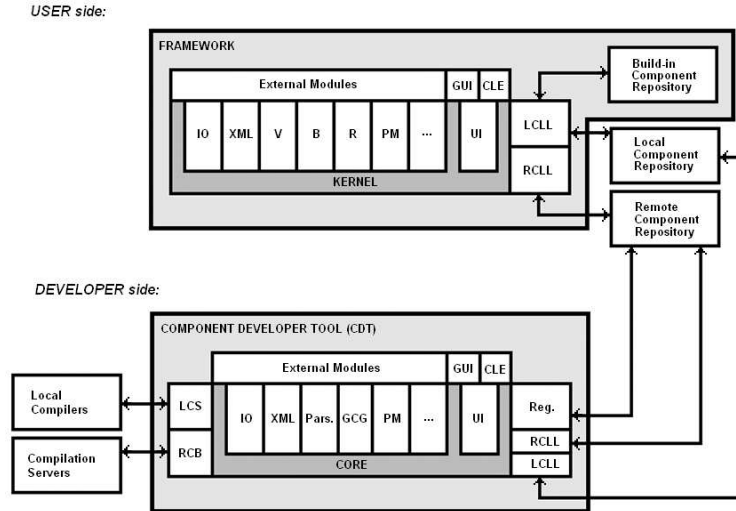 USER side:
FRAMEWORK
External Modules
GUI
CLE
IO
XML
V
B
R
PM
...
UI
KERNEL
LCLL
RCLL
Build-in
Component
Repository
Local
Component
Repository
Remote
Component
Repository
DEVELOPER side:
COMPONENT DEVELOPER TOOL (CDT)
External Modules
GUI
CLE
Local
Compilers
Compilation
Servers
LCS
RCB
IO
XML
Pars.
GCG
PM
...
UI
CORE
Reg.
RCLL
LCLL